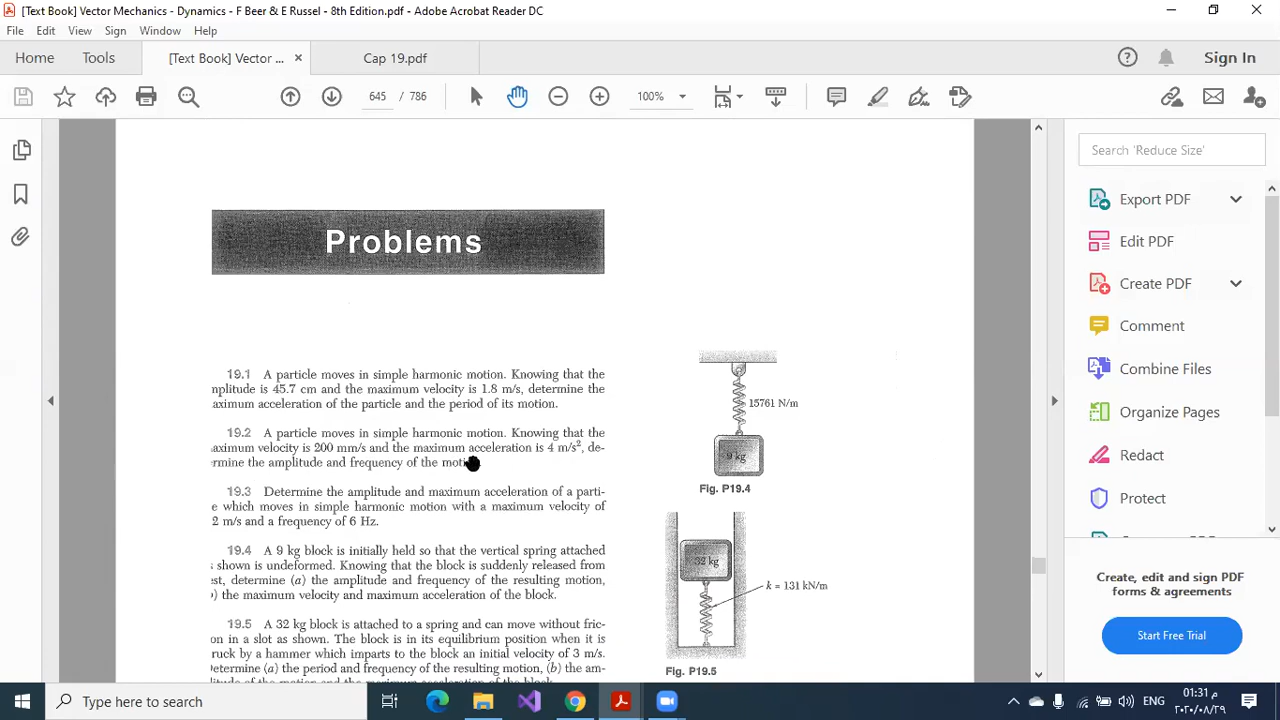 [Text Book] Vector Mechanics - Dynamics - F Beer & E Russel - 8th Edition.pdf - Adobe Acrobat Reader DC
File Edit View Sign Window Help
Home Tools [Text Book] Vector ... × Cap 19.pdf Sign In
645 / 786 100%
Search 'Reduce Size'
Export PDF
Edit PDF
Create PDF
Comment
Combine Files
Organize Pages
Redact
Protect
Create, edit and sign PDF
forms & agreements
Start Free Trial
Problems
19.1 A particle moves in simple harmonic motion. Knowing that the
mplitude is 45.7 cm and the maximum velocity is 1.8 m/s, determine the
aximum acceleration of the particle and the period of its motion.
19.2 A particle moves in simple harmonic motion. Knowing that the
aximum velocity is 200 mm/s and the maximum acceleration is 4 m/s², de-
rmine the amplitude and frequency of the moti
19.3 Determine the amplitude and maximum acceleration of a parti-
e which moves in simple harmonic motion with a maximum velocity of
2 m/s and a frequency of 6 Hz.
19.4 A 9 kg block is initially held so that the vertical spring attached
s shown is undeformed. Knowing that the block is suddenly released from
est, determine (a) the amplitude and frequency of the resulting motion,
) the maximum velocity and maximum acceleration of the block.
19.5 A 32 kg block is attached to a spring and can move without fric-
on in a slot as shown. The block is in its equilibrium position when it is
ruck by a hammer which imparts to the block an initial velocity of 3 m/s.
Determine (a) the period and frequency of the resulting motion, (b) the am-
litude of the motion and the maximum acceleration of the block.
15761 N/m
9 kg
Fig. P19.4
32 kg
k = 131 kN/m
Fig. P19.5
Type here to search
ENG
م 01:31
٢٠٢٠/٠٨/٢٩